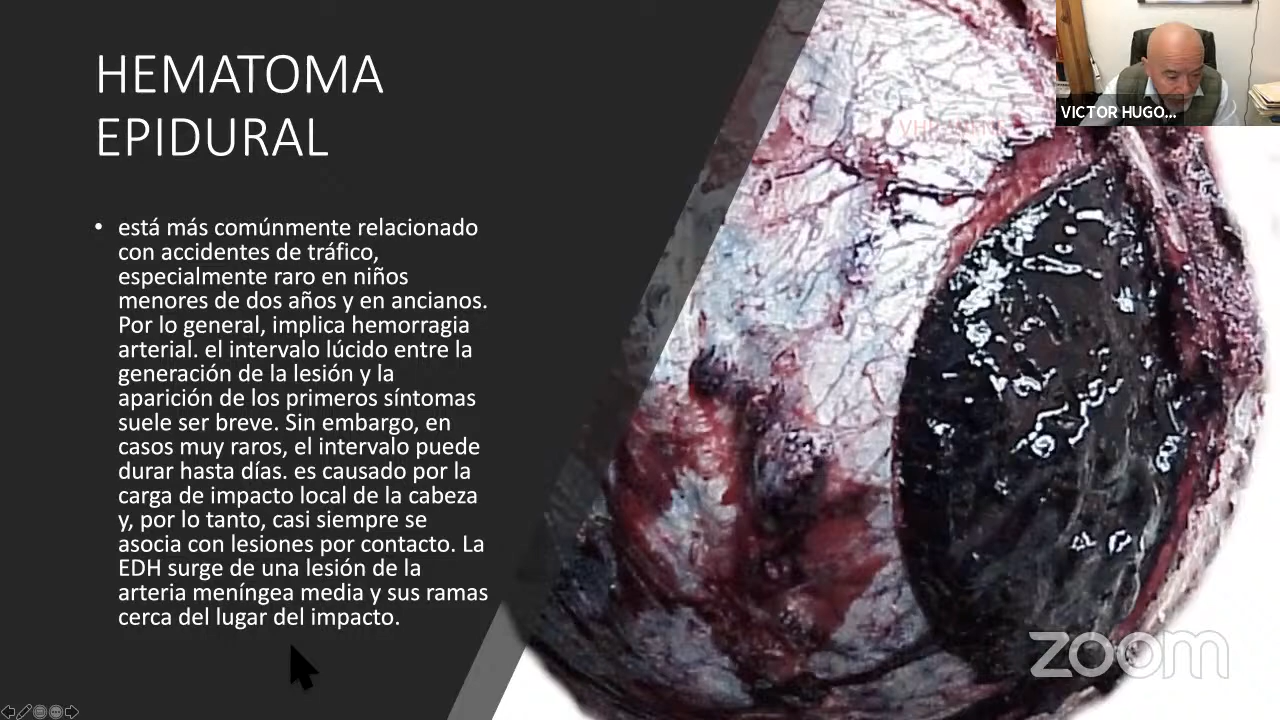 HEMATOMA
EPIDURAL
• está más comúnmente relacionado
con accidentes de tráfico,
especialmente raro en niños
menores de dos años y en ancianos.
Por lo general, implica hemorragia
arterial. el intervalo lúcido entre la
generación de la lesión y la
aparición de los primeros síntomas
suele ser breve. Sin embargo, en
casos muy raros, el intervalo puede
durar hasta días. es causado por la
carga de impacto local de la cabeza
y, por lo tanto, casi siempre se
asocia con lesiones por contacto. La
EDH surge de una lesión de la
arteria meníngea media y sus ramas
cerca del lugar del impacto.
VICTOR HUGO...
zoom